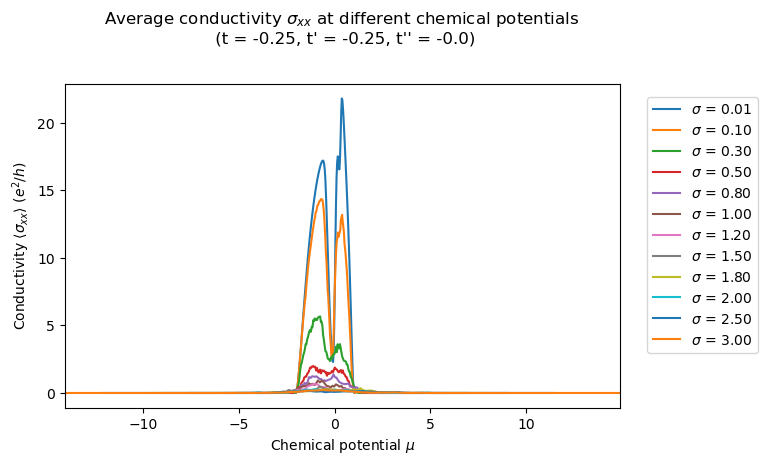 Average conductivity σxx at different chemical potentials
(t = -0.25, t' = -0.25, t'' = -0.0)
Conductivity ⟨σxx⟩ (e²/h)
20
15
10
5
0
−10
−5
0
5
10
Chemical potential μ
σ = 0.01
σ = 0.10
σ = 0.30
σ = 0.50
σ = 0.80
σ = 1.00
σ = 1.20
σ = 1.50
σ = 1.80
σ = 2.00
σ = 2.50
σ = 3.00